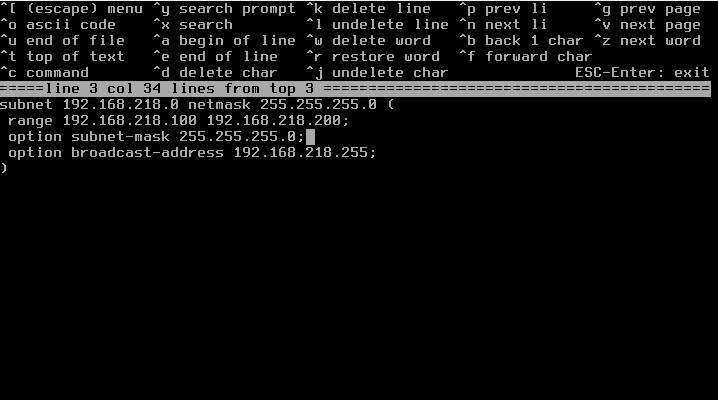 ^[ (escape) menu ^y search prompt ^k delete line ^p prev li ^g prev page
^o ascii code ^x search ^l undelete line ^n next li ^v next page
^u end of file ^a begin of line ^w delete word ^b back 1 char ^z next word
^t top of text ^e end of line ^r restore word ^f forward char
^c command ^d delete char ^j undelete char ESC-Enter: exit
=====line 3 col 34 lines from top 3 ===========================================
subnet 192.168.218.0 netmask 255.255.255.0 (
range 192.168.218.100 192.168.218.200;
option subnet-mask 255.255.255.0;
option broadcast-address 192.168.218.255;
)